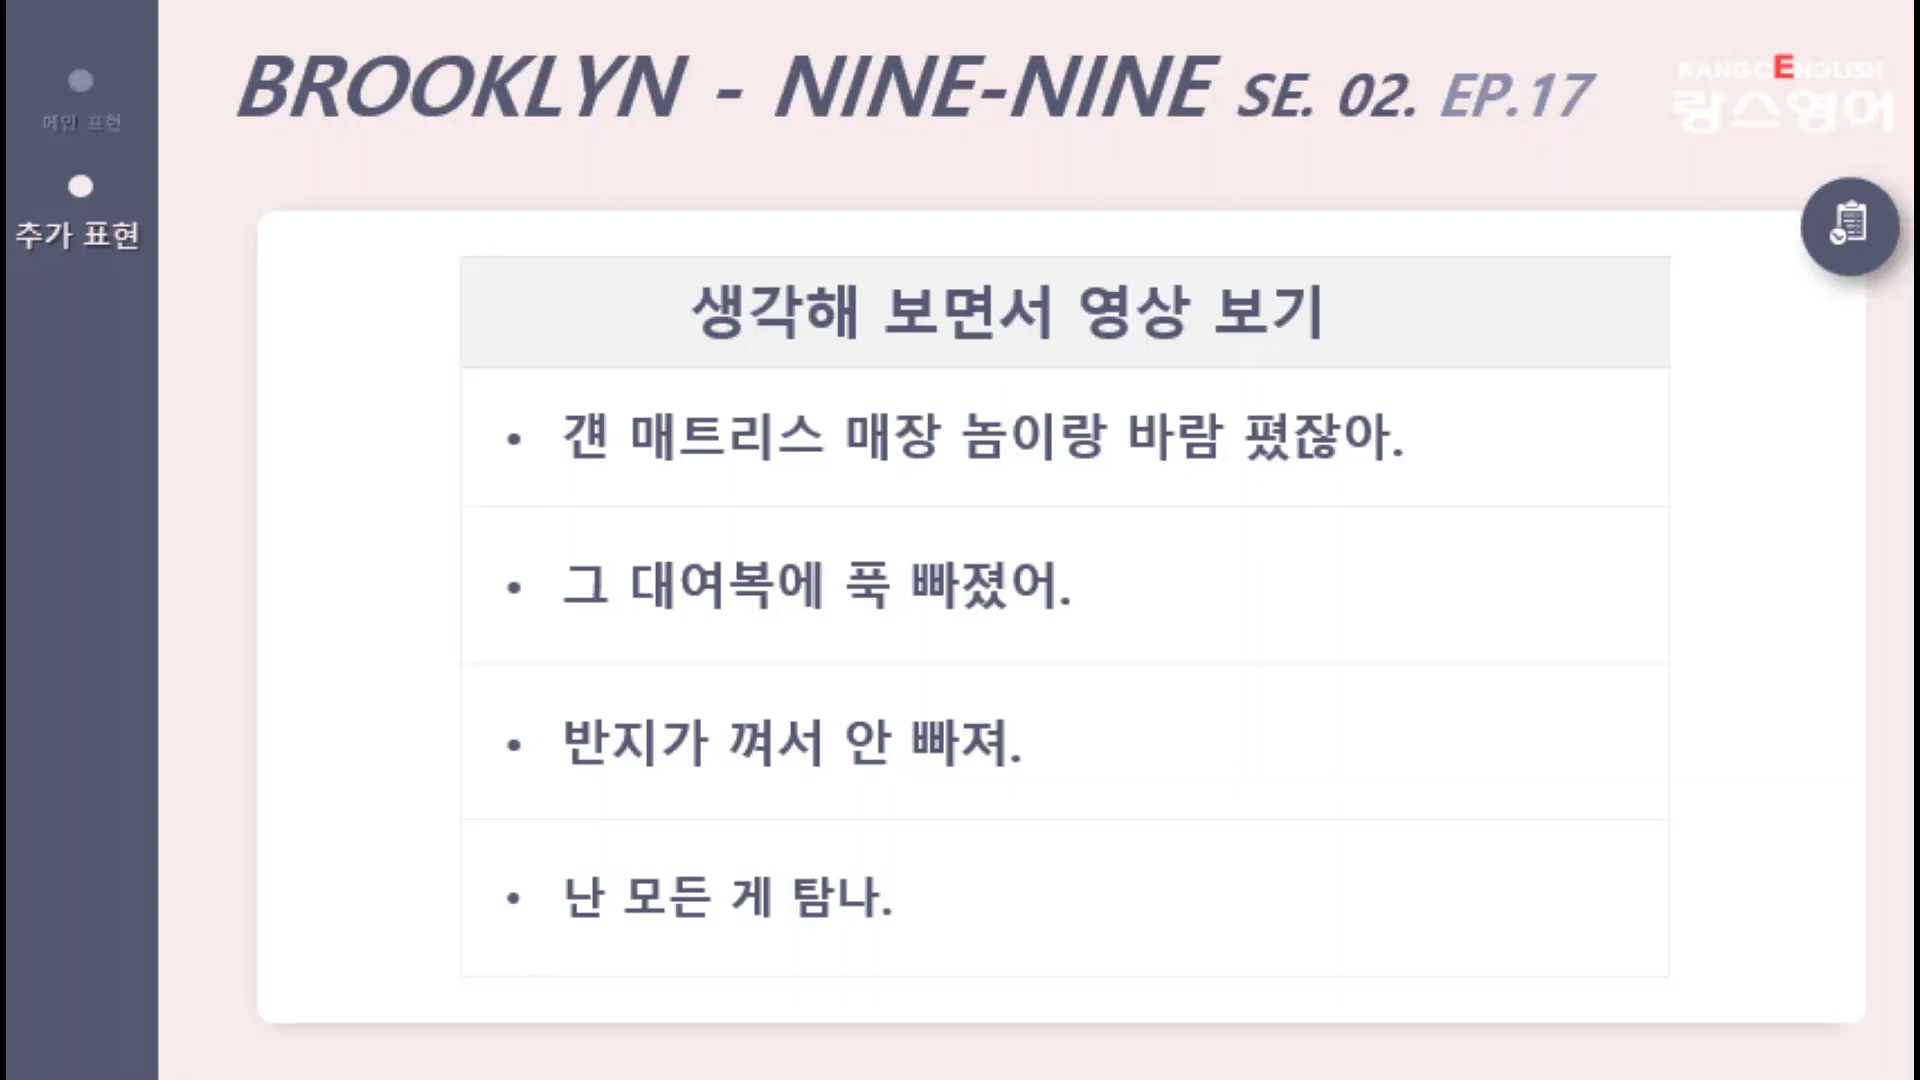 BROOKLYN - NINE-NINE SE. 02. EP.17
RANGCENGLISH
랑스영어
메인 표현
추가 표현
생각해 보면서 영상 보기
• 걘 매트리스 매장 놈이랑 바람 폈잖아.
• 그 대여복에 푹 빠졌어.
• 반지가 껴서 안 빠져.
• 난 모든 게 탐나.